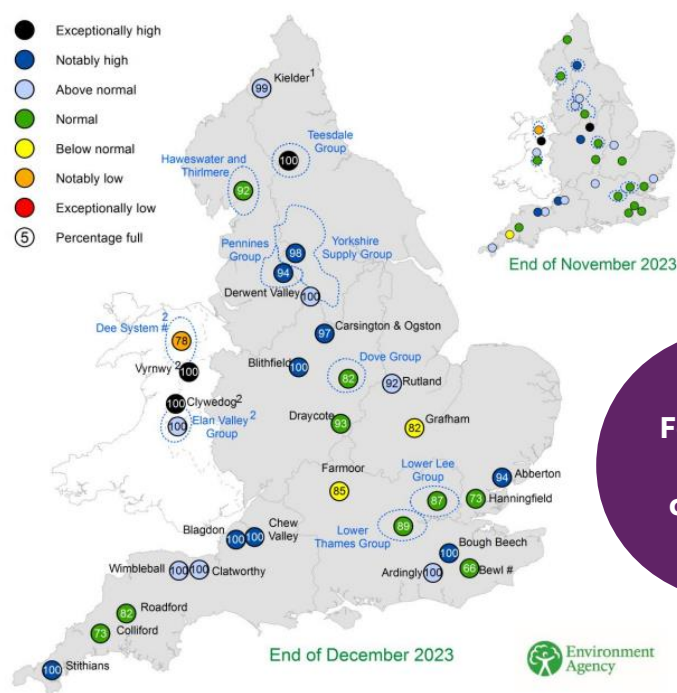 Exceptionally high
Notably high
Above normal
Normal
Below normal
Notably low
Exceptionally low
5 Percentage full
99
Kielder1
Teesdale
Group
100
Haweswater and
Thirlmere
92
Pennines
Group
98
Yorkshire
Supply Group
94
Derwent Valley
100
2
Dee System #
78
97
Carsington & Ogston
Vyrnwy 2
100
Blithfield
100
Dove Group
82
92
Rutland
100
Clywedog2
100
Elan Valley2
Group
Draycote
93
Grafham
82
Farmoor
85
Lower Lee
Group
87
94
Abberton
73
Hanningfield
Lower
Thames Group
89
Blagdon
100
100
Chew
Valley
Bough Beech
100
Ardingly
100
66
Bewl #
Wimbleball
100
100
Clatworthy
Roadford
82
73
Colliford
100
Stithians
End of December 2023
End of November 2023
F
Environment
Agency